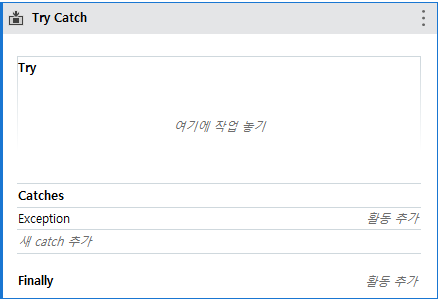 Try Catch
Try
여기에 작업 놓기
Catches
Exception 활동 추가
새 catch 추가
Finally 활동 추가